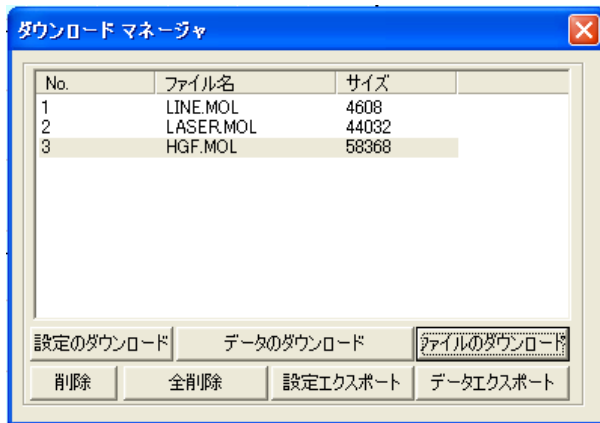 ダウンロード マネージャ
No. ファイル名 サイズ
1 LINE.MOL 4608
2 LASER.MOL 44032
3 HGF.MOL 58368
設定のダウンロード データのダウンロード ファイルのダウンロード
削除 全削除 設定エクスポート データエクスポート